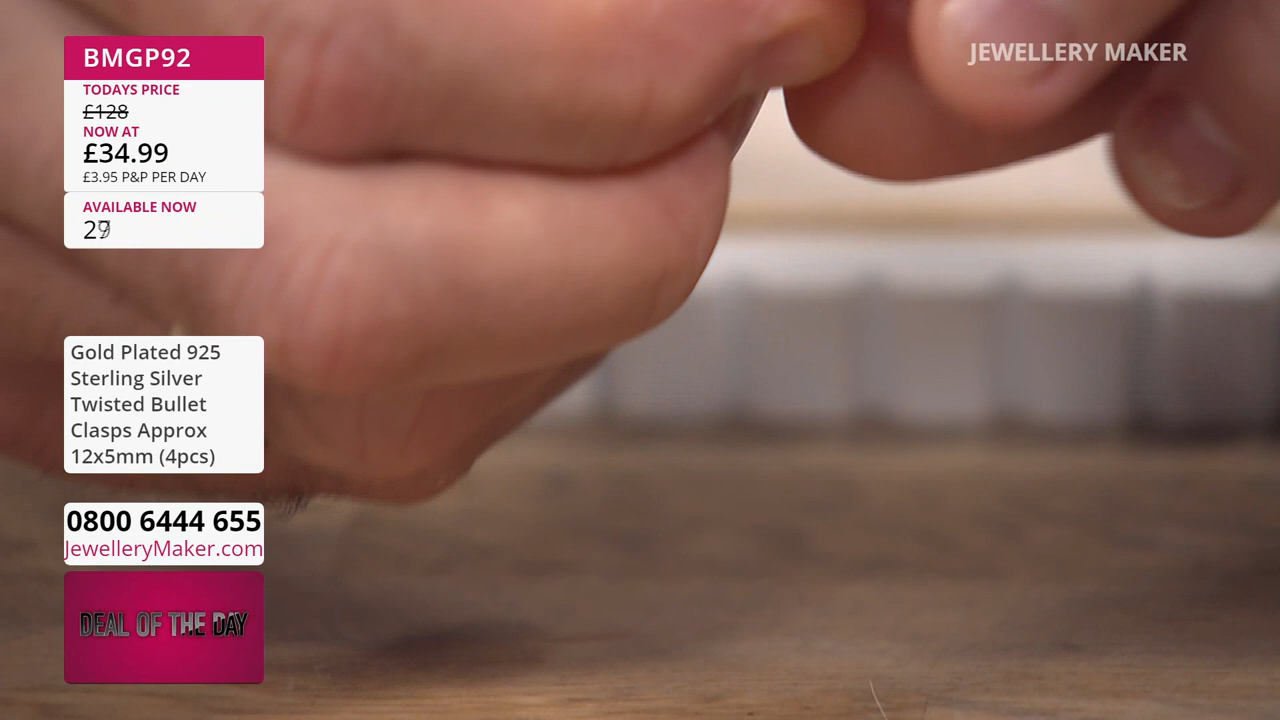 BMGP92
TODAYS PRICE
£128
NOW AT
£34.99
£3.95 P&P PER DAY
AVAILABLE NOW
Gold Plated 925
Sterling Silver
Twisted Bullet
Clasps Approx
12x5mm (4pcs)
0800 6444 655
JewelleryMaker.com
DEAL OF THE DAY
JEWELLERY MAKER